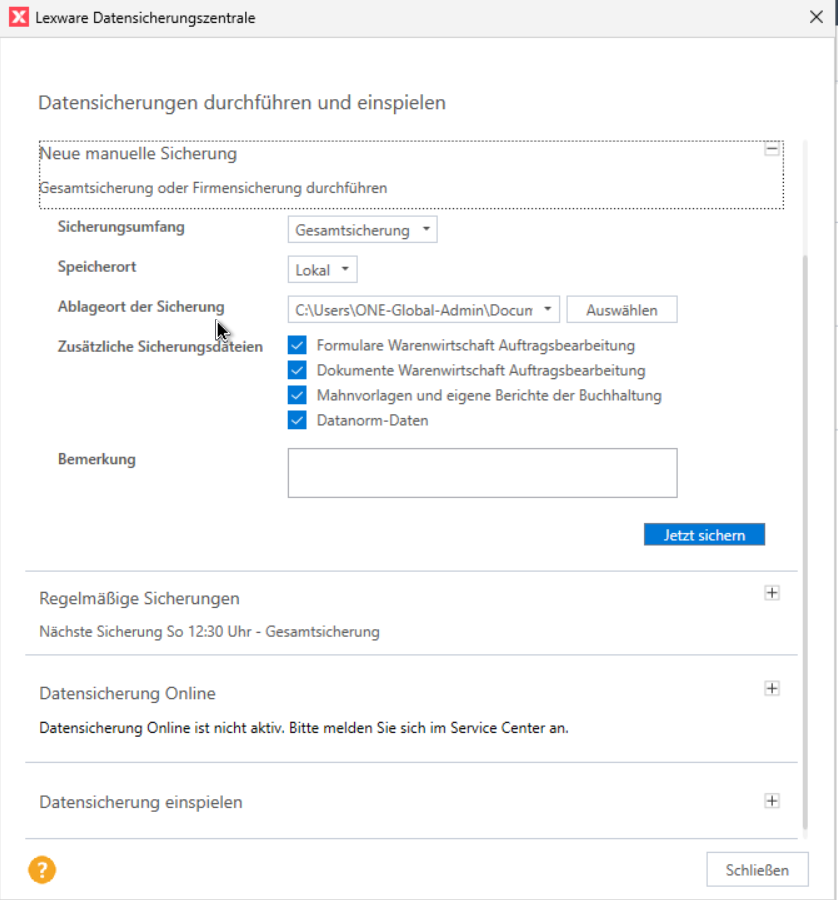 Lexware Datensicherungszentrale
Datensicherungen durchführen und einspielen
Neue manuelle Sicherung
Gesamtsicherung oder Firmensicherung durchführen
Sicherungsumfang Gesamtsicherung
Speicherort Lokal
Ablageort der Sicherung C:\Users\ONE-Global-Admin\Docum Auswählen
Zusätzliche Sicherungsdateien Formulare Warenwirtschaft Auftragsbearbeitung
Dokumente Warenwirtschaft Auftragsbearbeitung
Mahnvorlagen und eigene Berichte der Buchhaltung
Datanorm-Daten
Bemerkung
Jetzt sichern
Regelmäßige Sicherungen
Nächste Sicherung So 12:30 Uhr - Gesamtsicherung
Datensicherung Online
Datensicherung Online ist nicht aktiv. Bitte melden Sie sich im Service Center an.
Datensicherung einspielen
? Schließen